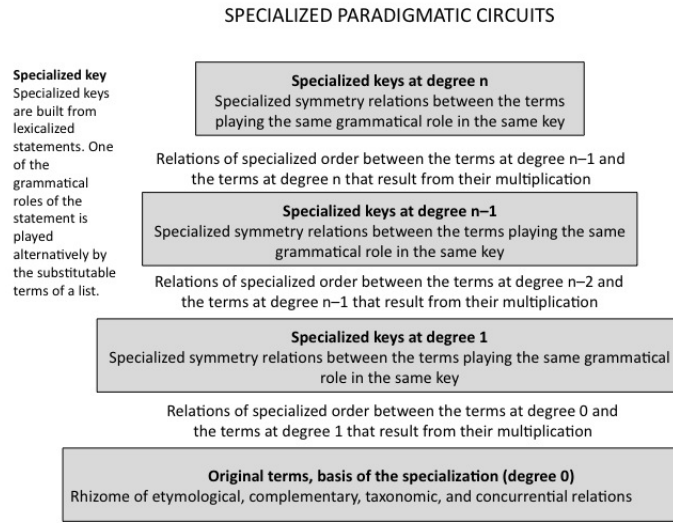 SPECIALIZED PARADIGMATIC CIRCUITS
Specialized key
Specialized keys
are built from
lexicalized
statements. One
of the
grammatical
roles of the
statement is
played
alternatively by
the substitutable
terms of a list.
Specialized keys at degree n
Specialized symmetry relations between the terms
playing the same grammatical role in the same key
Relations of specialized order between the terms at degree n–1 and
the terms at degree n that result from their multiplication
Specialized keys at degree n–1
Specialized symmetry relations between the terms playing the same
grammatical role in the same key
Relations of specialized order between the terms at degree n–2 and
the terms at degree n–1 that result from their multiplication
Specialized keys at degree 1
Specialized symmetry relations between the terms playing the same grammatical
role in the same key
Relations of specialized order between the terms at degree 0 and
the terms at degree 1 that result from their multiplication
Original terms, basis of the specialization (degree 0)
Rhizome of etymological, complementary, taxonomic, and concurrential relations